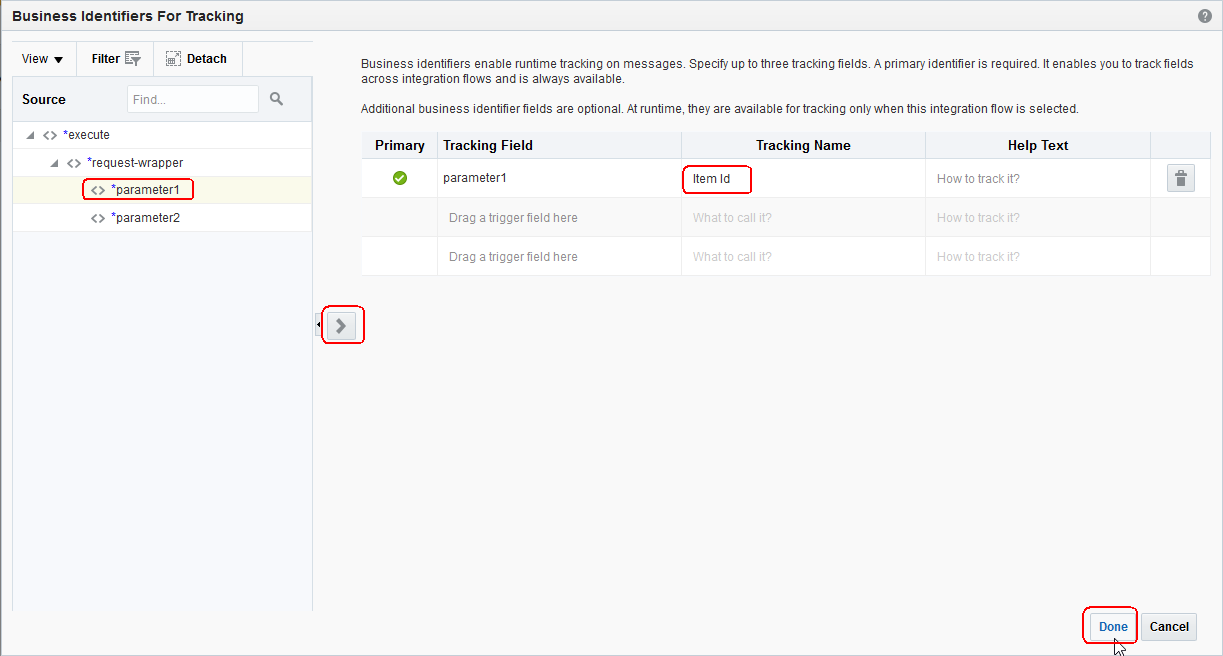 Business Identifiers For Tracking
View
Filter
Detach
Source
Find...
*execute
*request-wrapper
*parameter1
*parameter2
Business identifiers enable runtime tracking on messages. Specify up to three tracking fields. A primary identifier is required. It enables you to track fields
across integration flows and is always available.
Additional business identifier fields are optional. At runtime, they are available for tracking only when this integration flow is selected.
Primary Tracking Field Tracking Name Help Text
parameter1 Item Id How to track it?
Drag a trigger field here What to call it? How to track it?
Drag a trigger field here What to call it? How to track it?
Done Cancel